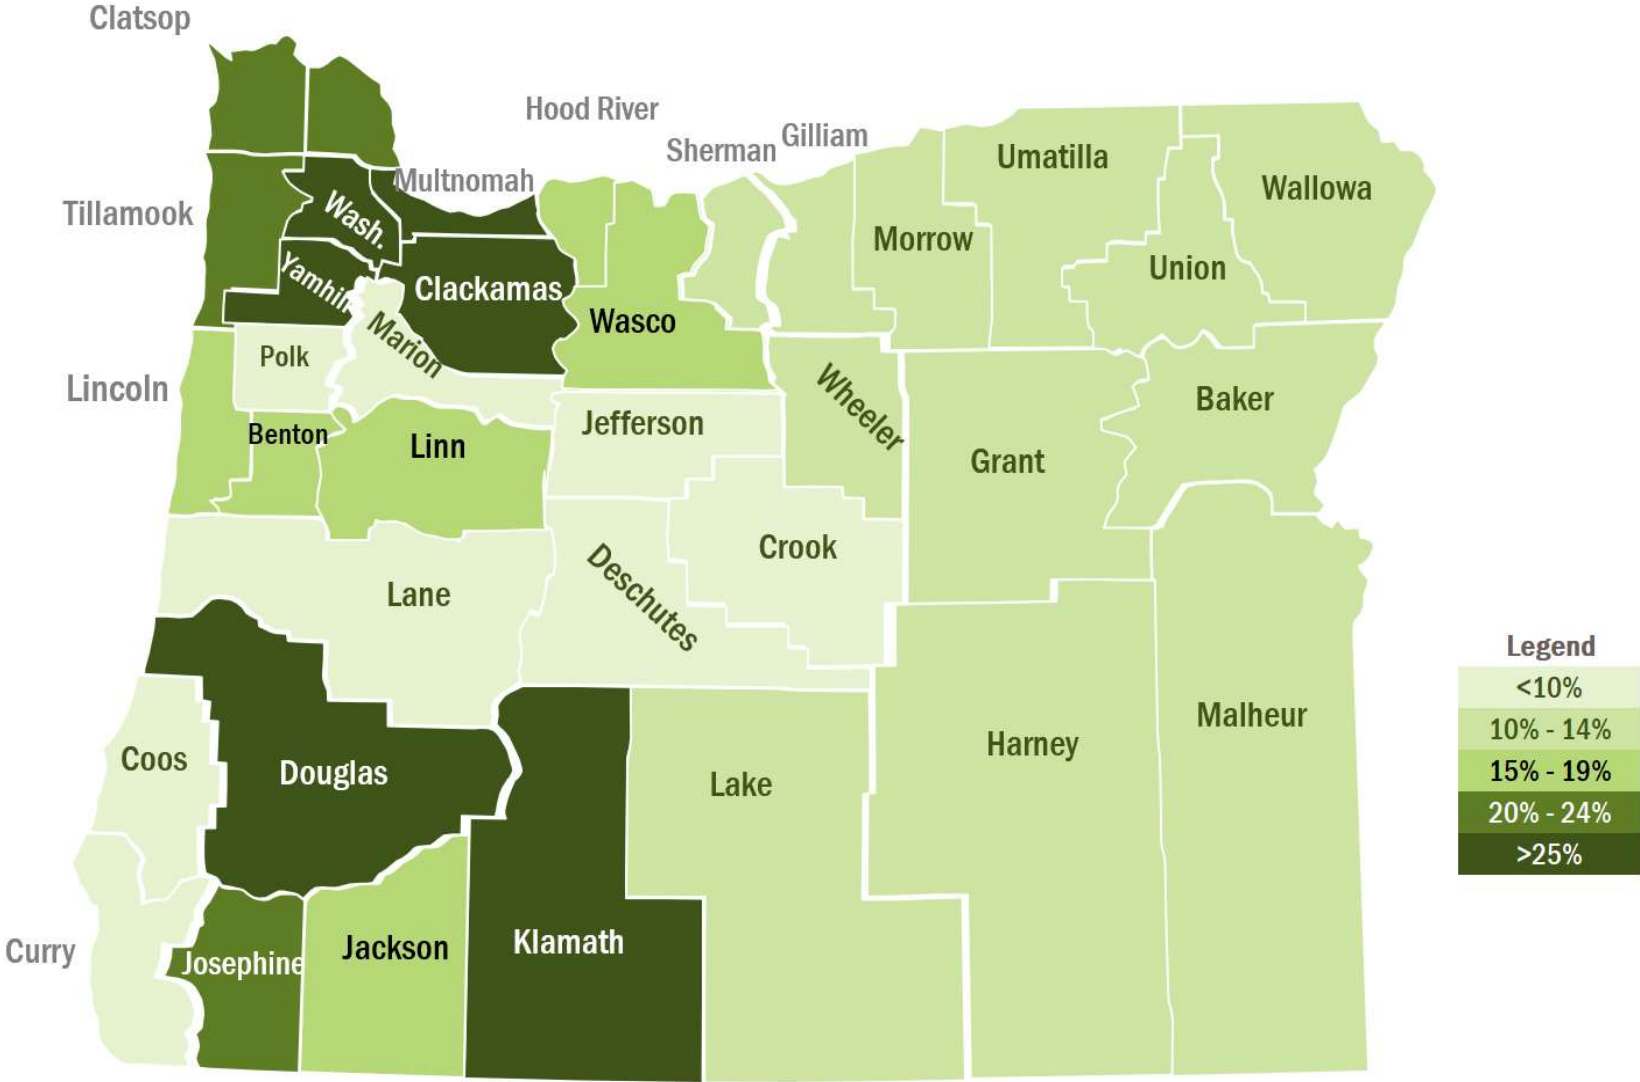 Clatsop
Hood River
Sherman
Gilliam
Umatilla
Wallowa
Multnomah
Tillamook
Wash.
Morrow
Union
Yamhill
Clackamas
Wasco
Marion
Polk
Lincoln
Wheeler
Baker
Jefferson
Benton
Linn
Grant
Crook
Deschutes
Lane
Legend
<10%
10% - 14%
15% - 19%
20% - 24%
>25%
Malheur
Harney
Coos
Douglas
Lake
Curry
Josephine
Jackson
Klamath